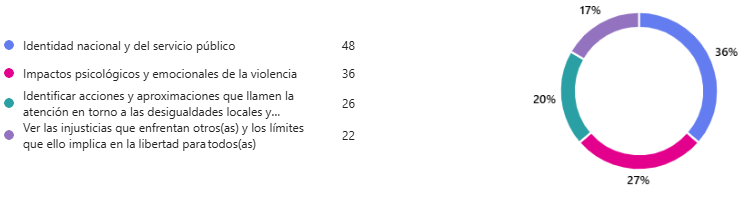 Identidad nacional y del servicio público 48
Impactos psicológicos y emocionales de la violencia 36
Identificar acciones y aproximaciones que llamen la
atención en torno a las desigualdades locales y... 26
Ver las injusticias que enfrentan otros(as) y los límites
que ello implica en la libertad para todos(as) 22
17%
36%
20%
27%